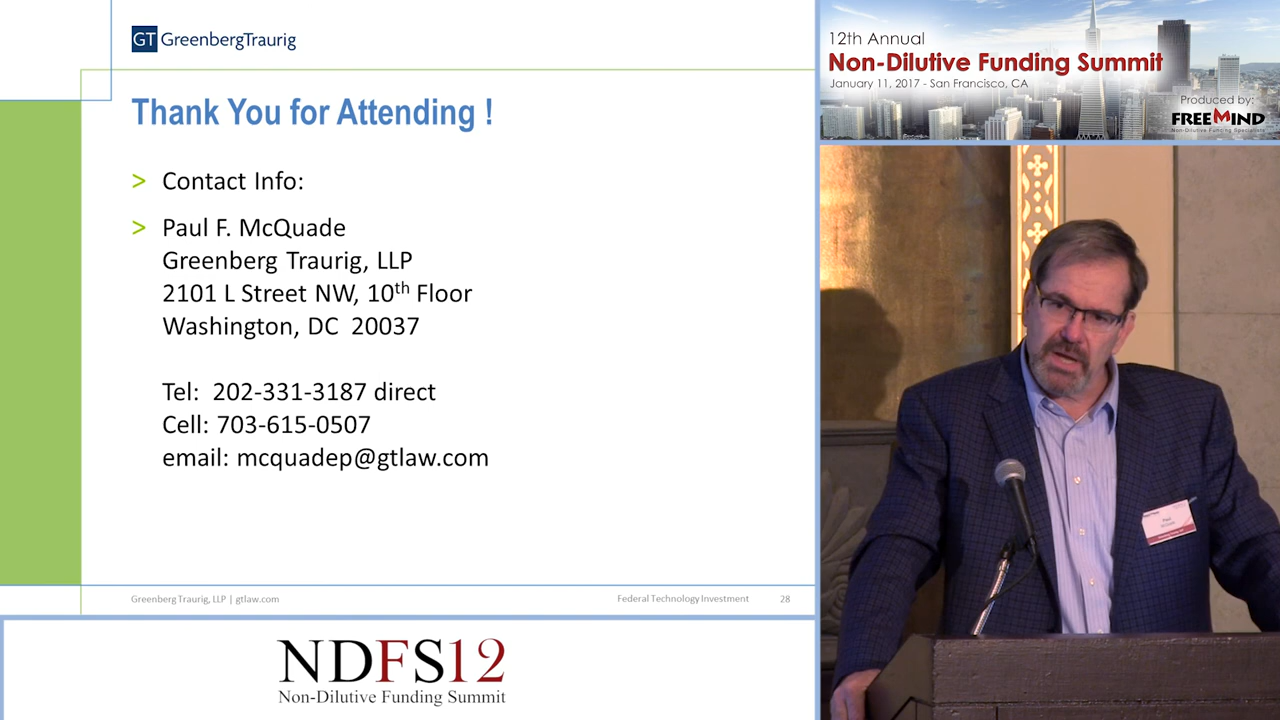 GT GreenbergTraurig
Thank You for Attending !
> Contact Info:
> Paul F. McQuade
Greenberg Traurig, LLP
2101 L Street NW, 10th Floor
Washington, DC 20037
Tel: 202-331-3187 direct
Cell: 703-615-0507
email: mcquadep@gtlaw.com
Greenberg Traurig, LLP | gtlaw.com
Federal Technology Investment 28
NDFS12
Non-Dilutive Funding Summit
12th Annual
Non-Dilutive Funding Summit
January 11, 2017 - San Francisco, CA
Produced by:
FREEMIND
Non-Dilutive Funding Specialists
Paul